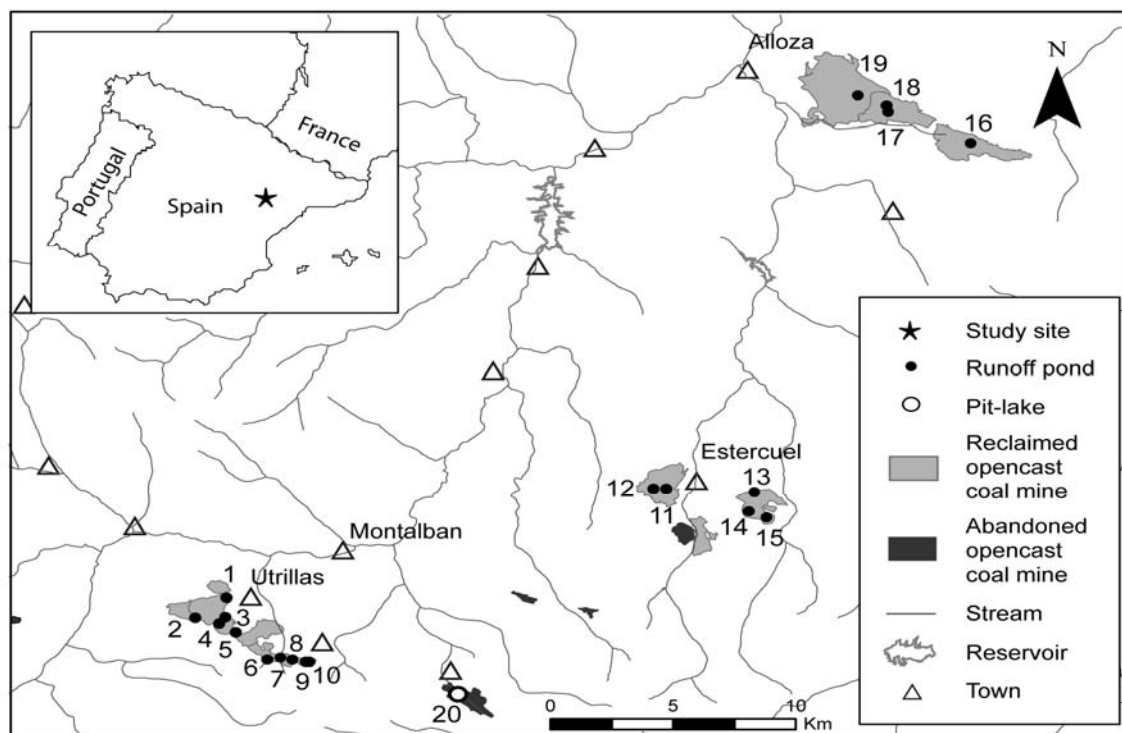 Alloza
N
19
18
17
16
France
Portugal
Spain
Study site
Runoff pond
Pit-lake
Reclaimed
opencast
coal mine
Abandoned
opencast
coal mine
Stream
Reservoir
Town
Estercuel
12
11
13
14
15
Montalban
Utrillas
1
2
3
4
5
6
7
8
9
10
20
0
5
10
Km